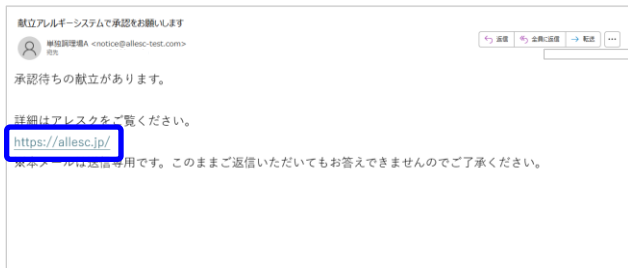 献立アレルギーシステムで承認をお願いします
単独調理場A <notice@allesc-test.com>
宛先
返信
全員に返信
転送
承認待ちの献立があります。
詳細はアレスクをご覧ください。
https://allesc.jp/
※本メールは送信専用です。このままご返信いただいてもお答えできませんのでご了承ください。